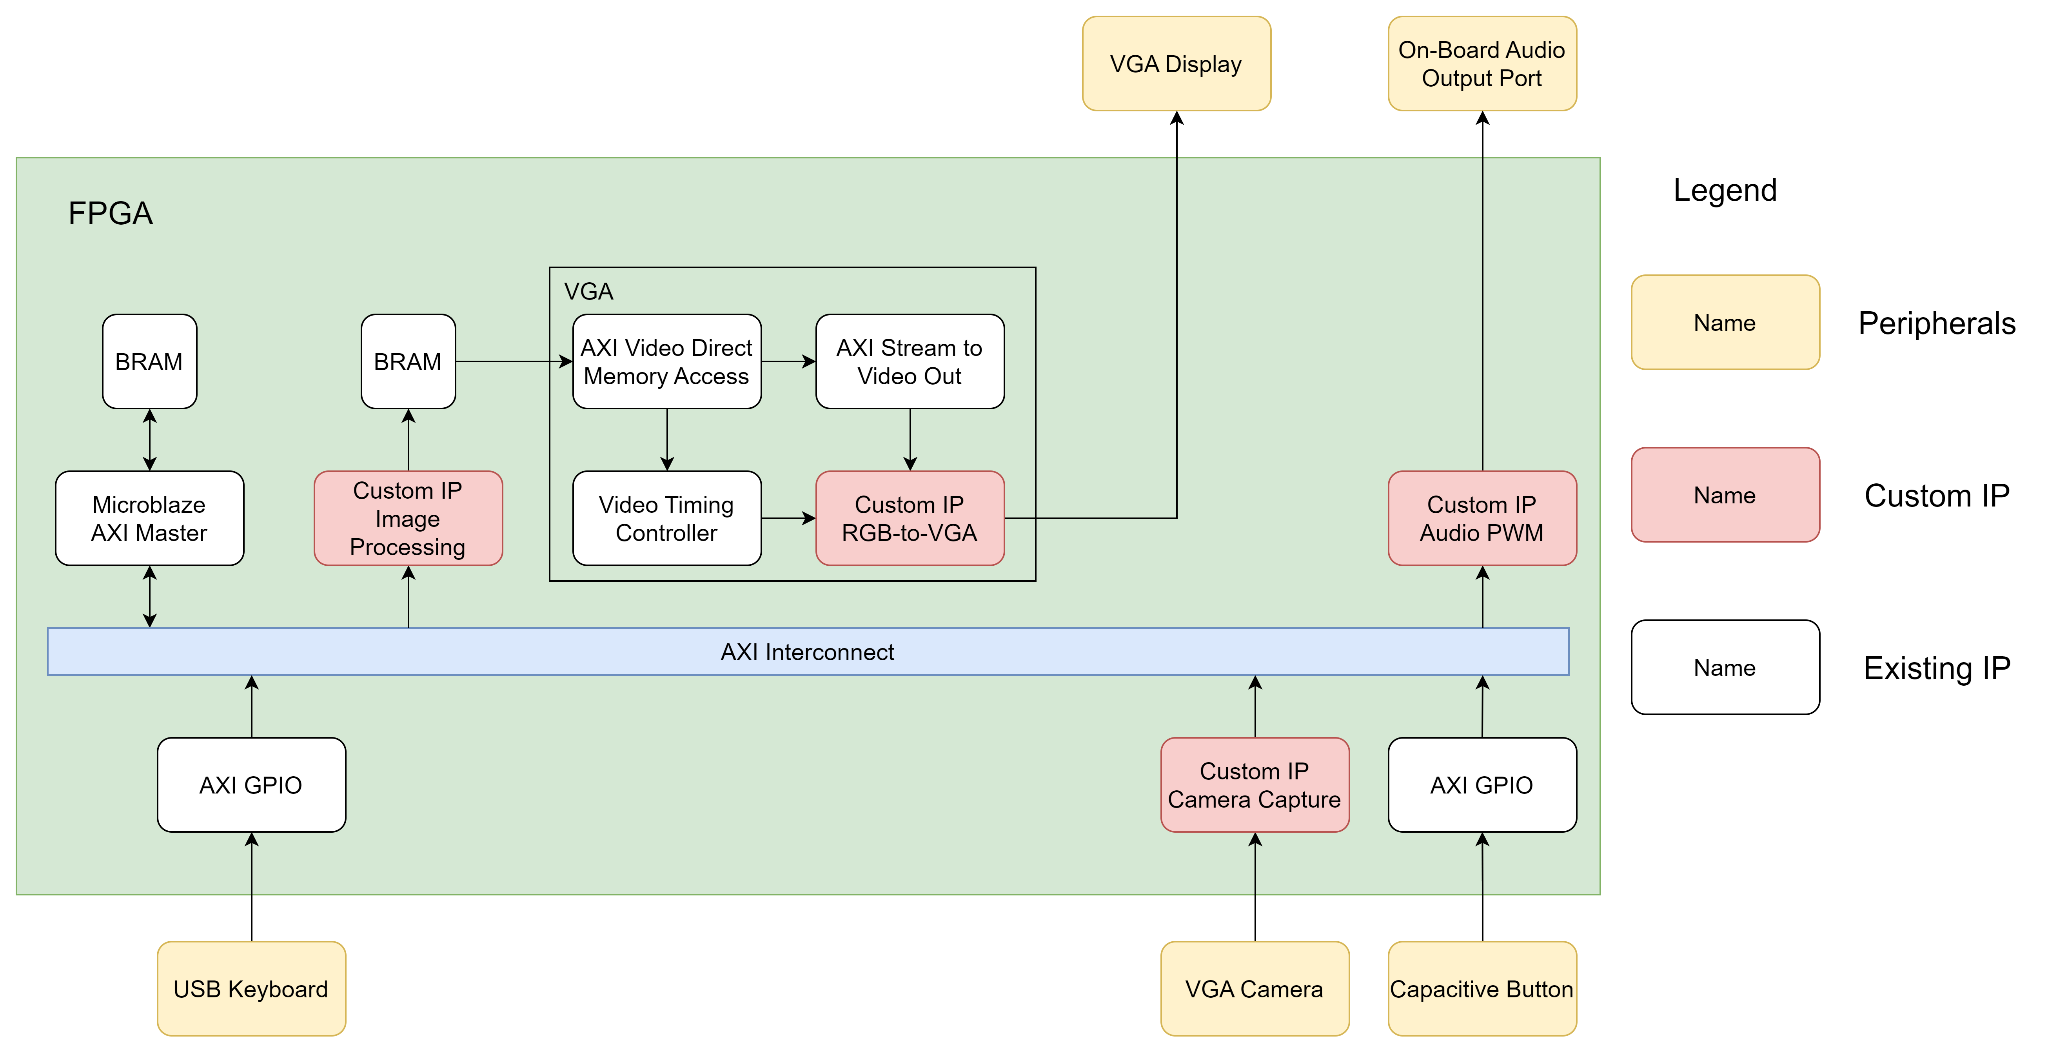 VGA Display
On-Board Audio
Output Port
Legend
FPGA
VGA
Name
Peripherals
BRAM
BRAM
AXI Video Direct
Memory Access
AXI Stream to
Video Out
Microblaze
AXI Master
Custom IP
Image
Processing
Video Timing
Controller
Custom IP
RGB-to-VGA
Custom IP
Audio PWM
Name
Custom IP
AXI Interconnect
Name
Existing IP
AXI GPIO
Custom IP
Camera Capture
AXI GPIO
USB Keyboard
VGA Camera
Capacitive Button